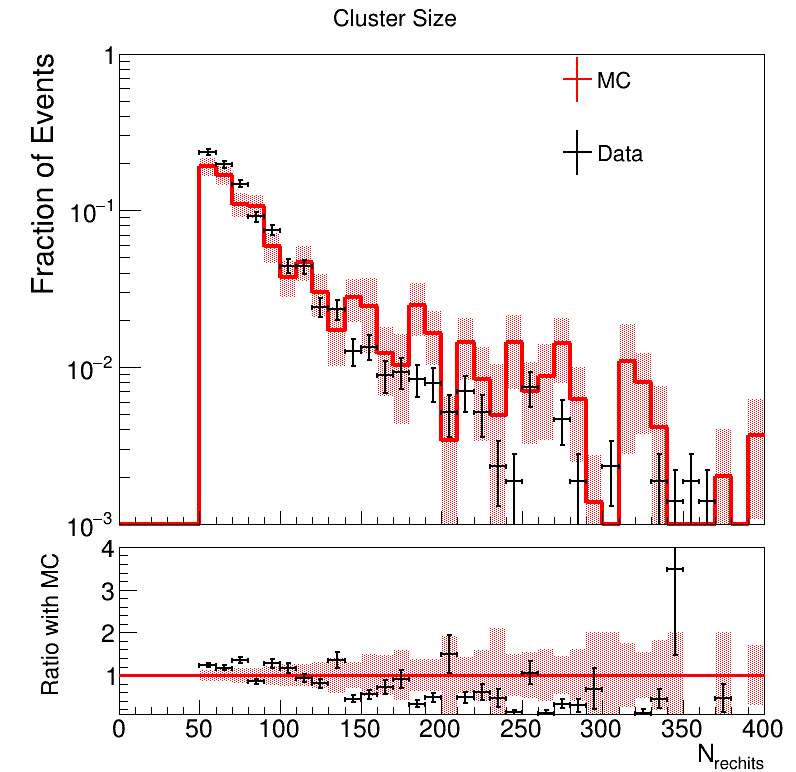 Cluster Size
Fraction of Events
1
10⁻¹
10⁻²
10⁻³
MC
Data
Ratio with MC
4
3
2
1
0 50 100 150 200 250 300 350 400
N_rechits